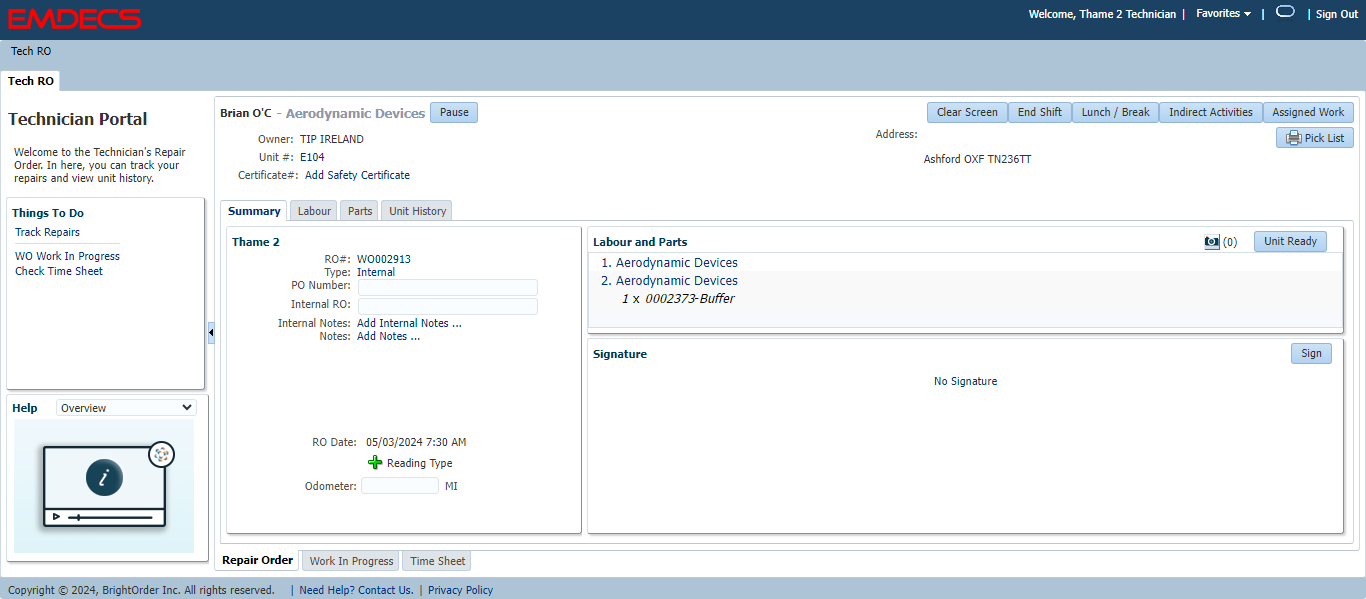 EMDECS
Welcome, Thame 2 Technician | Favorites | | Sign Out
Tech RO
Tech RO
Technician Portal
Welcome to the Technician's Repair
Order. In here, you can track your
repairs and view unit history.
Things To Do
Track Repairs
WO Work In Progress
Check Time Sheet
Help Overview
i
Brian O'C - Aerodynamic Devices Pause
Clear Screen End Shift Lunch / Break Indirect Activities Assigned Work
Pick List
Owner: TIP IRELAND
Unit #: E104
Certificate#: Add Safety Certificate
Address:
Ashford OXF TN236TT
Summary Labour Parts Unit History
Thame 2
RO#: WO002913
Type: Internal
PO Number:
Internal RO:
Internal Notes: Add Internal Notes ...
Notes: Add Notes ...
RO Date: 05/03/2024 7:30 AM
Reading Type
Odometer: MI
Labour and Parts (0) Unit Ready
1. Aerodynamic Devices
2. Aerodynamic Devices
1 x 0002373-Buffer
Signature Sign
No Signature
Repair Order Work In Progress Time Sheet
Copyright © 2024, BrightOrder Inc. All rights reserved. | Need Help? Contact Us. | Privacy Policy